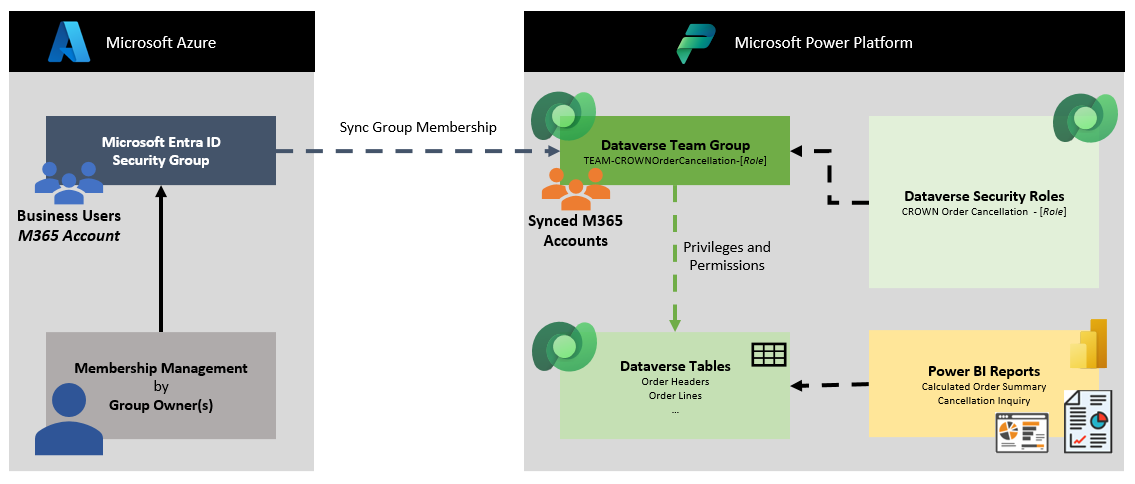 Microsoft Azure
Microsoft Entra ID
Security Group
Business Users
M365 Account
Membership Management
by
Group Owner(s)
Sync Group Membership
Microsoft Power Platform
Dataverse Team Group
TEAM-CROWNOrderCancellation-[Role]
Synced M365
Accounts
Privileges and
Permissions
Dataverse Security Roles
CROWN Order Cancellation - [Role]
Dataverse Tables
Order Headers
Order Lines
...
Power BI Reports
Calculated Order Summary
Cancellation Inquiry